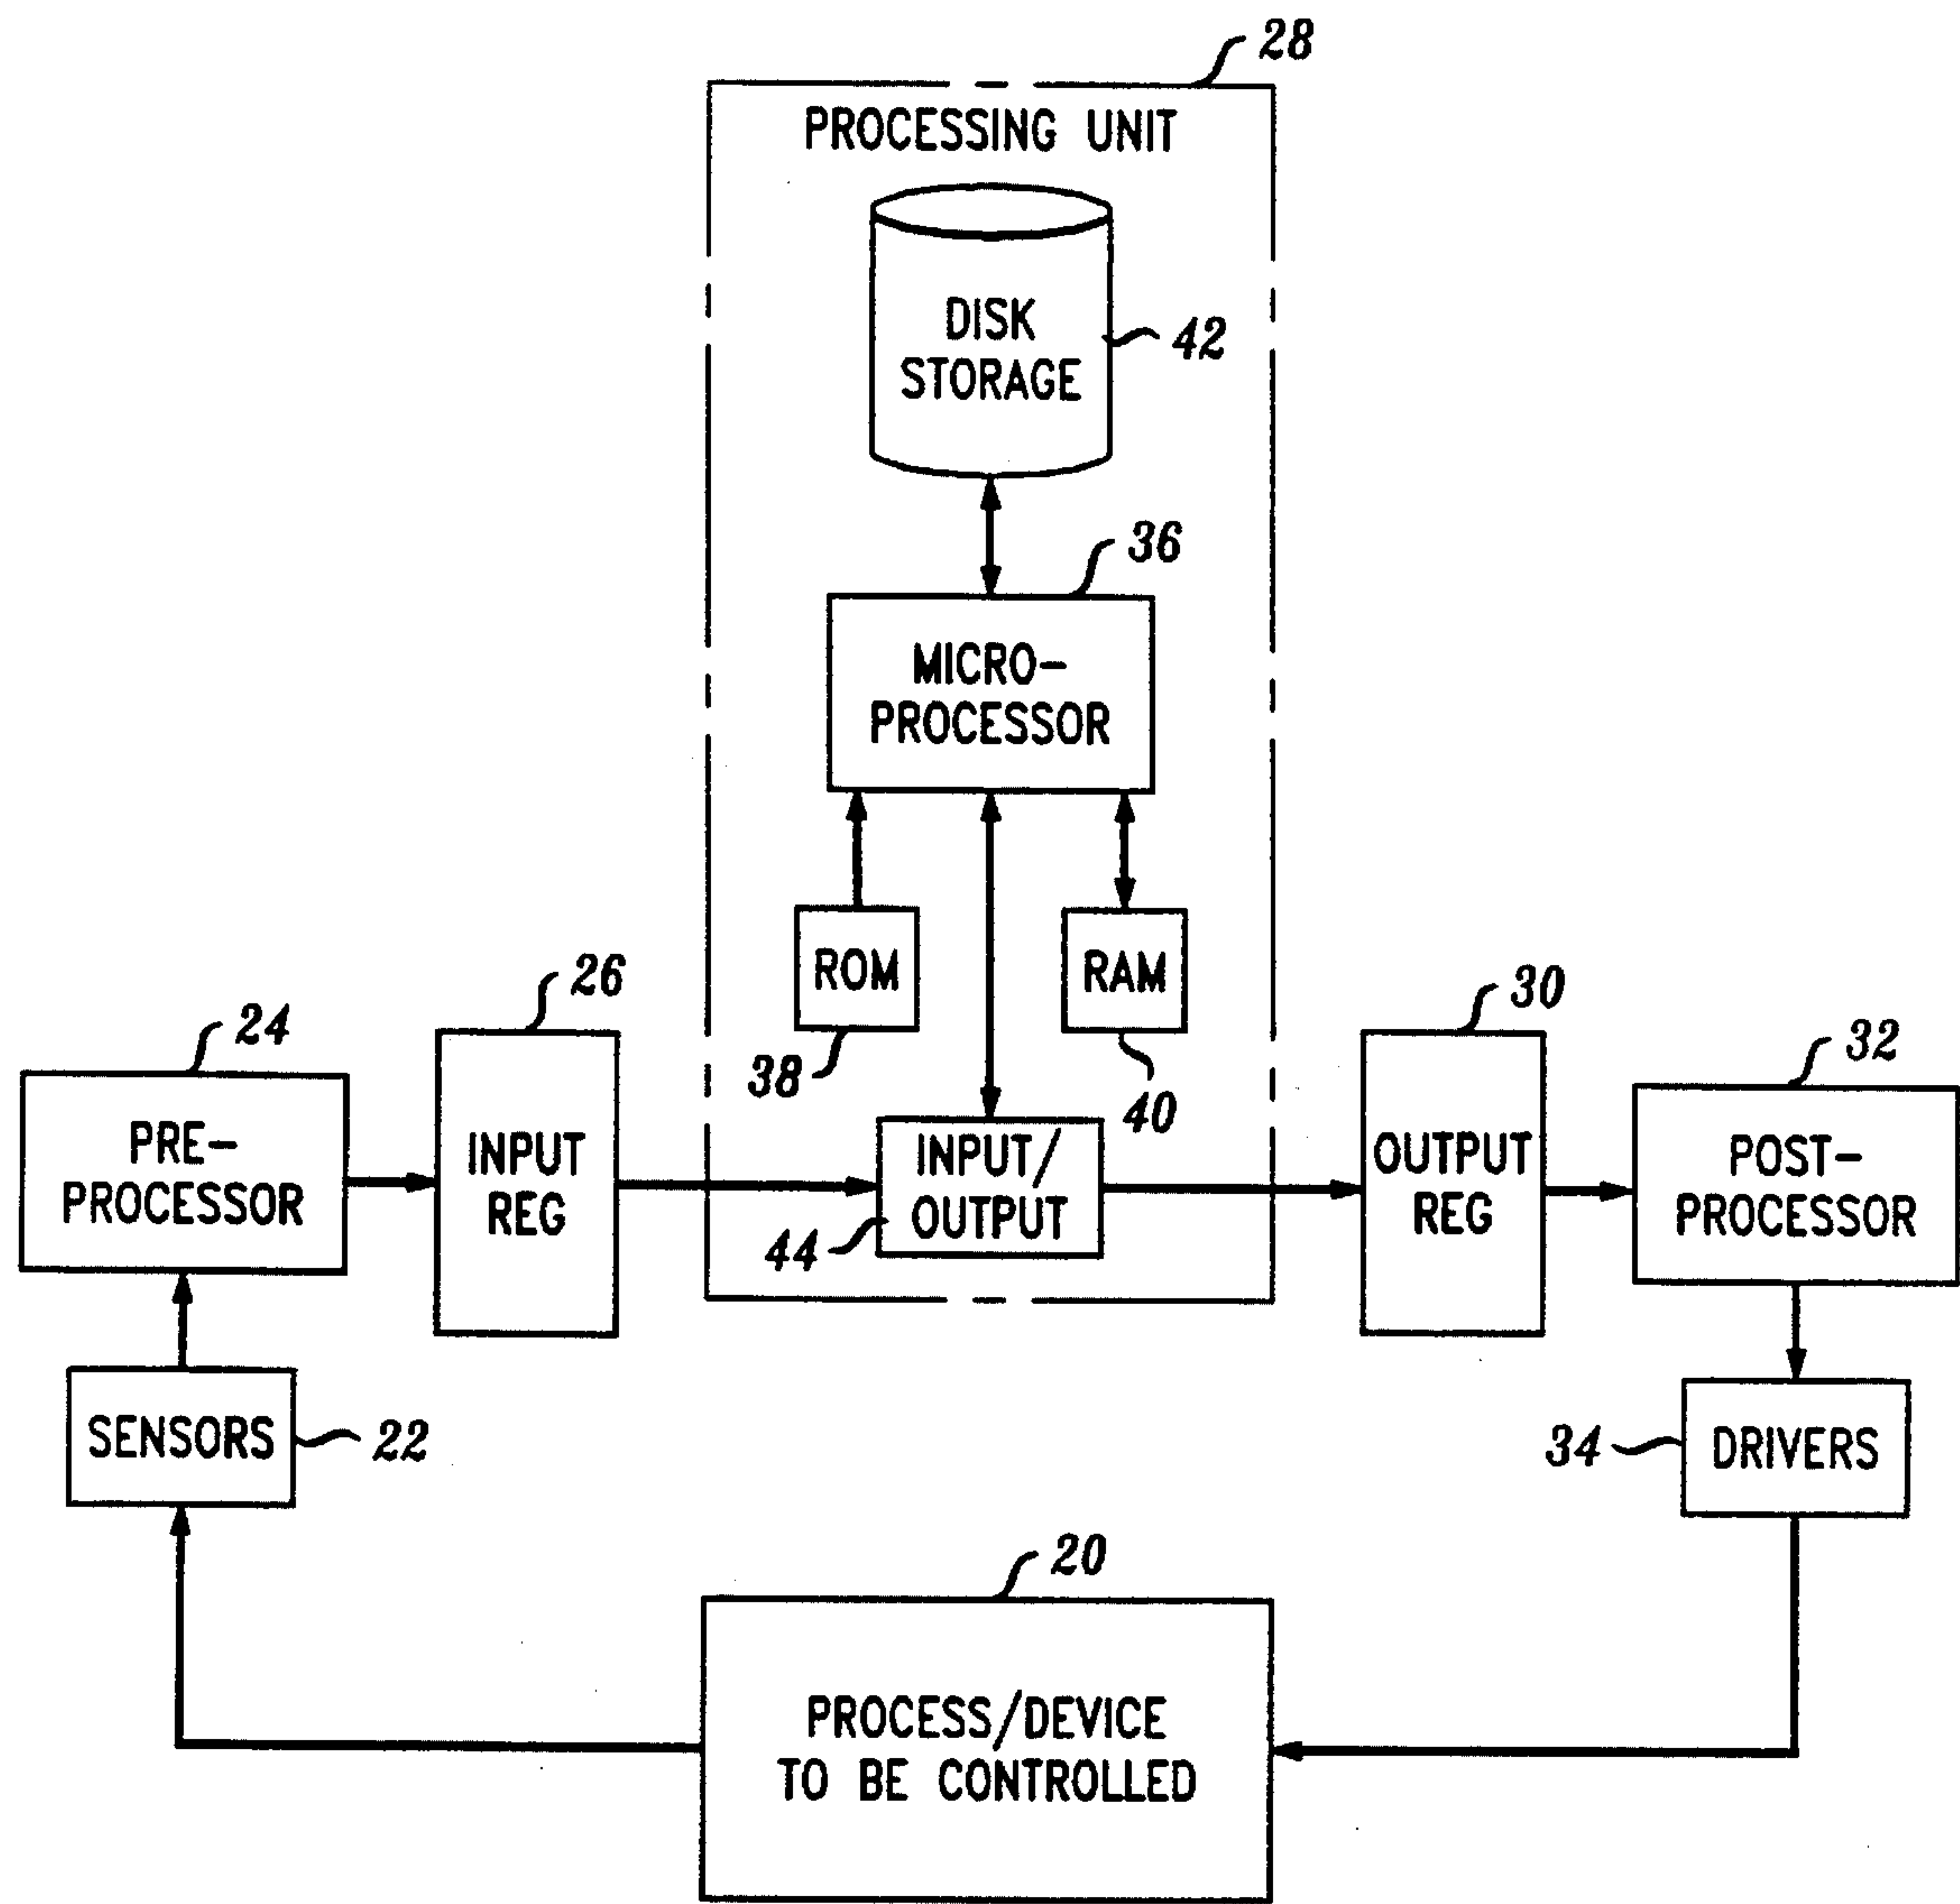 28
PROCESSING UNIT
DISK
STORAGE
42
36
MICRO-
PROCESSOR
ROM
38
RAM
40
24
PRE-
PROCESSOR
26
INPUT
REG
INPUT/
OUTPUT
44
30
OUTPUT
REG
32
POST-
PROCESSOR
SENSORS
22
34
DRIVERS
20
PROCESS/DEVICE
TO BE CONTROLLED